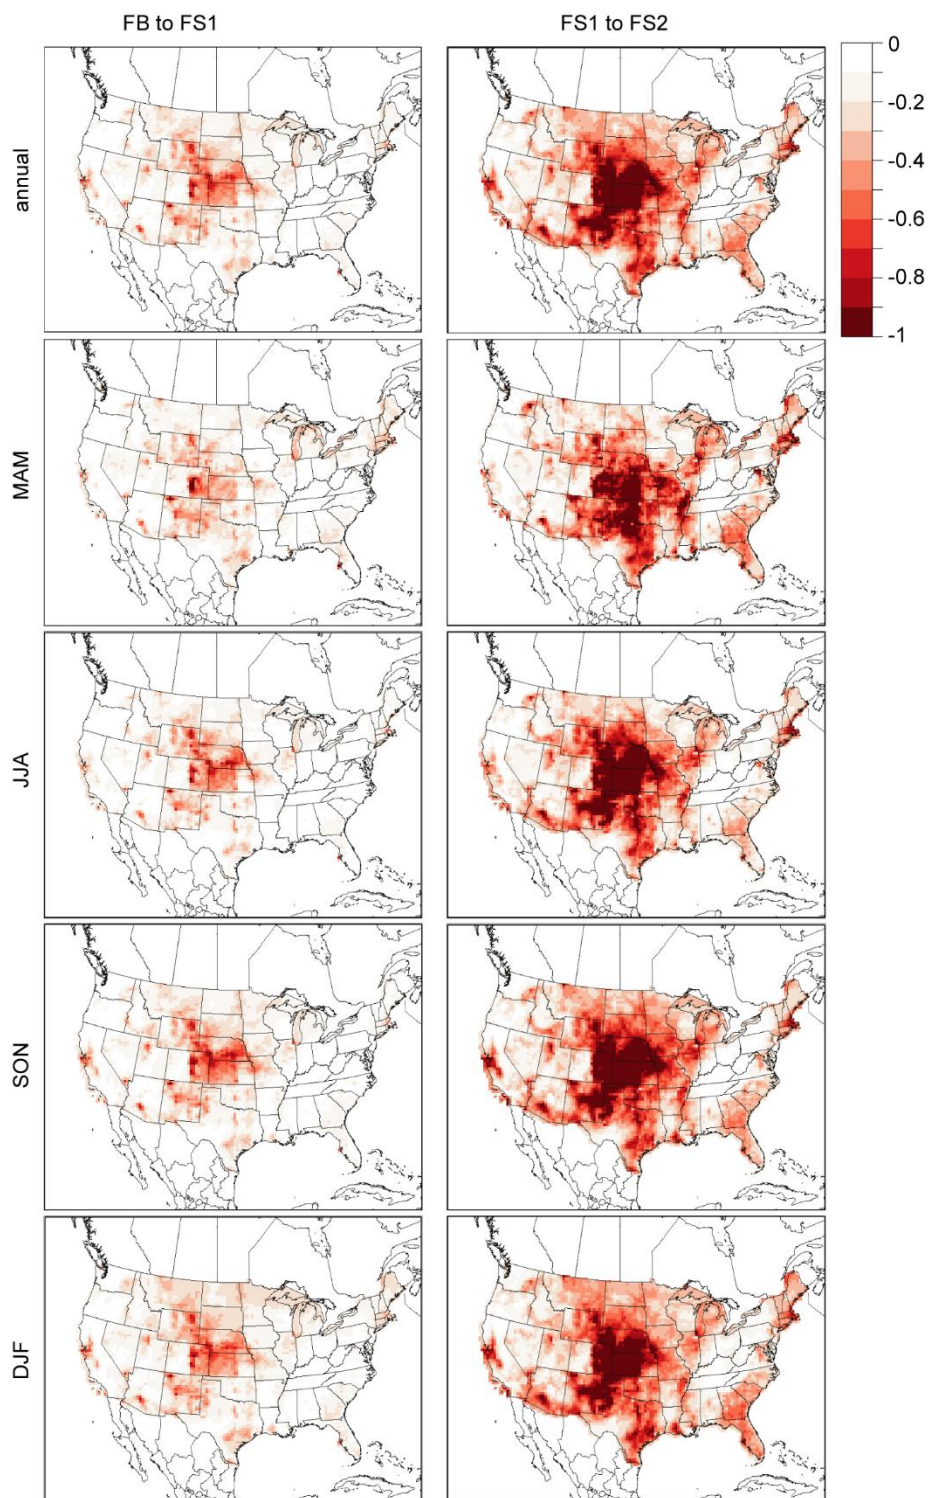 FB to FS1
FS1 to FS2
annual
0
-0.2
-0.4
-0.6
-0.8
-1
MAM
JJA
SON
DJF